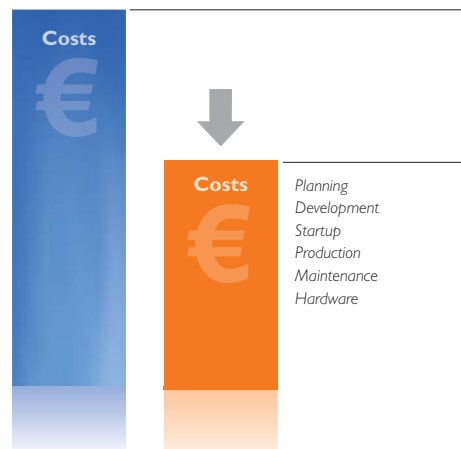 Costs
€
Costs
€
Planning
Development
Startup
Production
Maintenance
Hardware